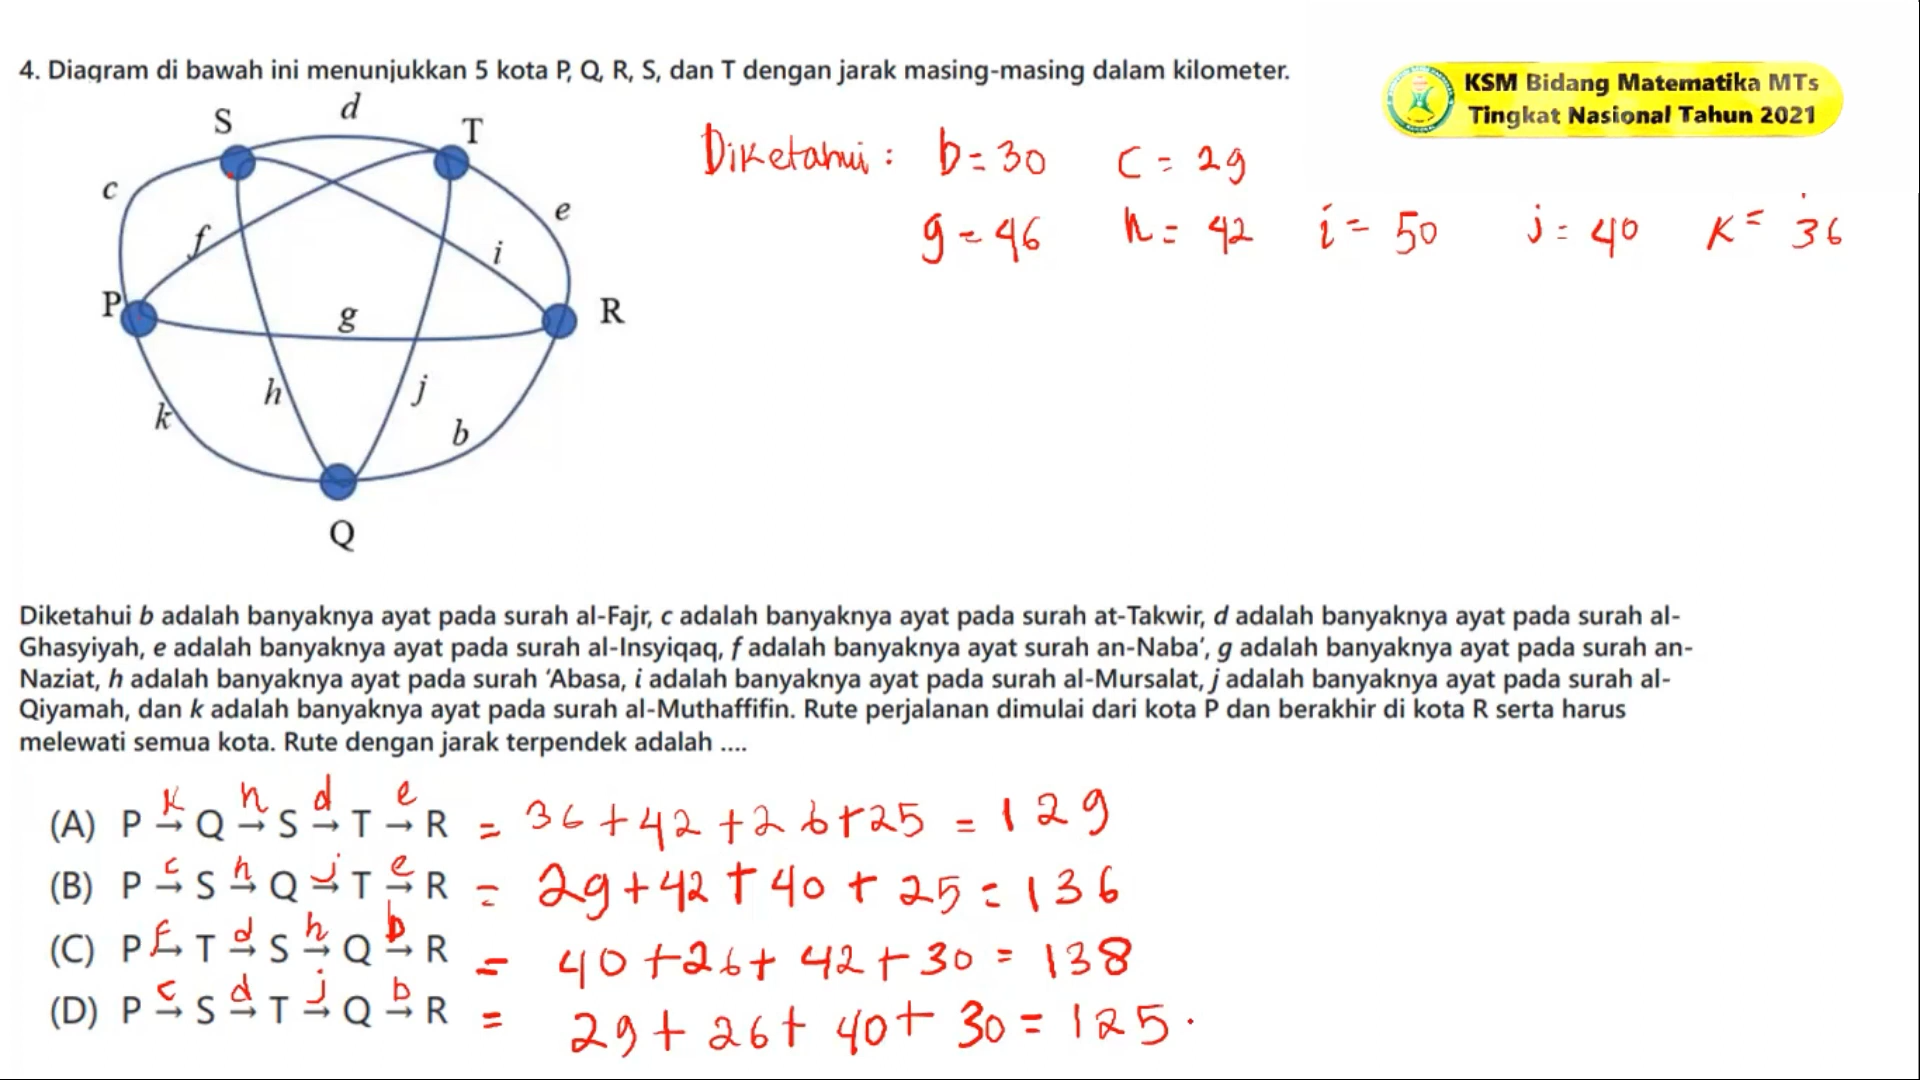 4. Diagram di bawah ini menunjukkan 5 kota P, Q, R, S, dan T dengan jarak masing-masing dalam kilometer.
KSM Bidang Matematika MTs
Tingkat Nasional Tahun 2021
S
d
T
c
f
e
i
P
g
R
h
j
k
b
Q
Diketahui : b = 30 c = 29
g = 46 h = 42 i = 50 j = 40 k = 36
Diketahui b adalah banyaknya ayat pada surah al-Fajr, c adalah banyaknya ayat pada surah at-Takwir, d adalah banyaknya ayat pada surah al-
Ghasyiyah, e adalah banyaknya ayat pada surah al-Insyiqaq, f adalah banyaknya ayat surah an-Naba’, g adalah banyaknya ayat pada surah an-
Naziat, h adalah banyaknya ayat pada surah ‘Abasa, i adalah banyaknya ayat pada surah al-Mursalat, j adalah banyaknya ayat pada surah al-
Qiyamah, dan k adalah banyaknya ayat pada surah al-Muthaffifin. Rute perjalanan dimulai dari kota P dan berakhir di kota R serta harus
melewati semua kota. Rute dengan jarak terpendek adalah ....
k h d e
(A) P → Q → S → T → R = 36 + 42 + 26 + 25 = 129
c h j e
(B) P → S → Q → T → R = 29 + 42 + 40 + 25 = 136
f d h b
(C) P → T → S → Q → R = 40 + 26 + 42 + 30 = 138
c d j b
(D) P → S → T → Q → R = 29 + 26 + 40 + 30 = 125